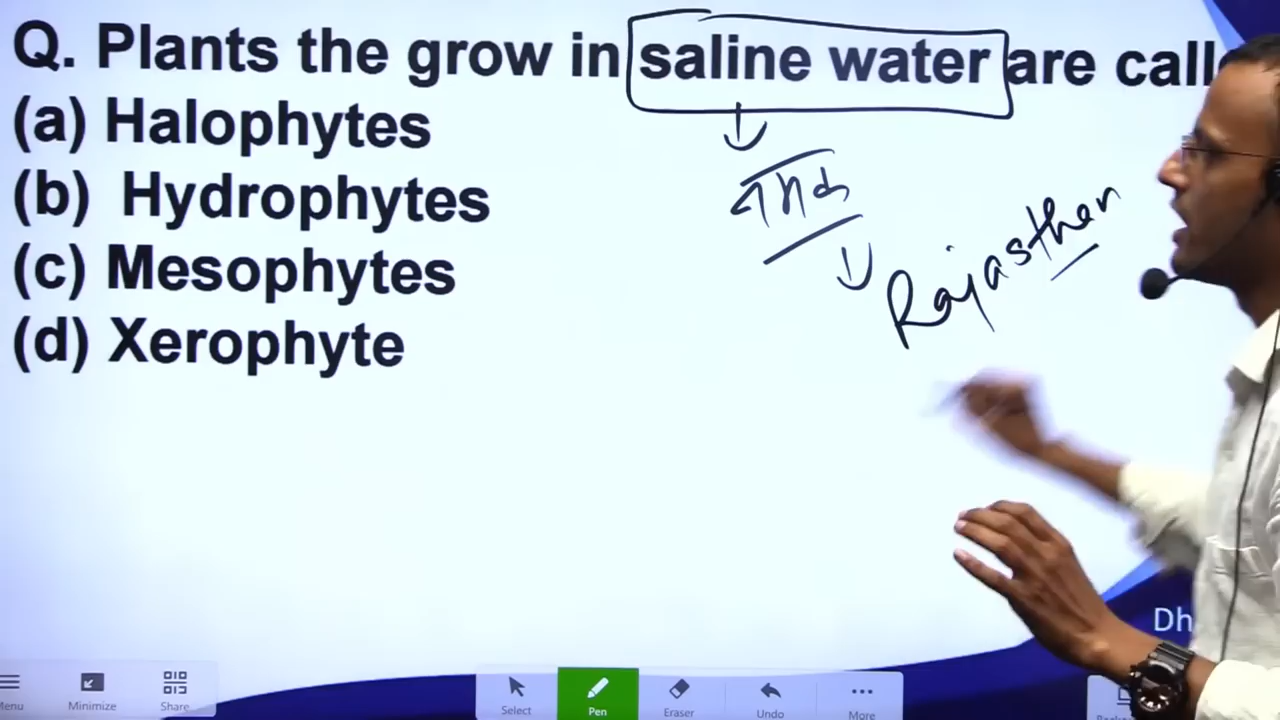 Q. Plants the grow in saline water are call
(a) Halophytes
(b) Hydrophytes
(c) Mesophytes
(d) Xerophyte
Rajasthan
Dh
Menu
Minimize
Share
Select
Pen
Eraser
Undo
More